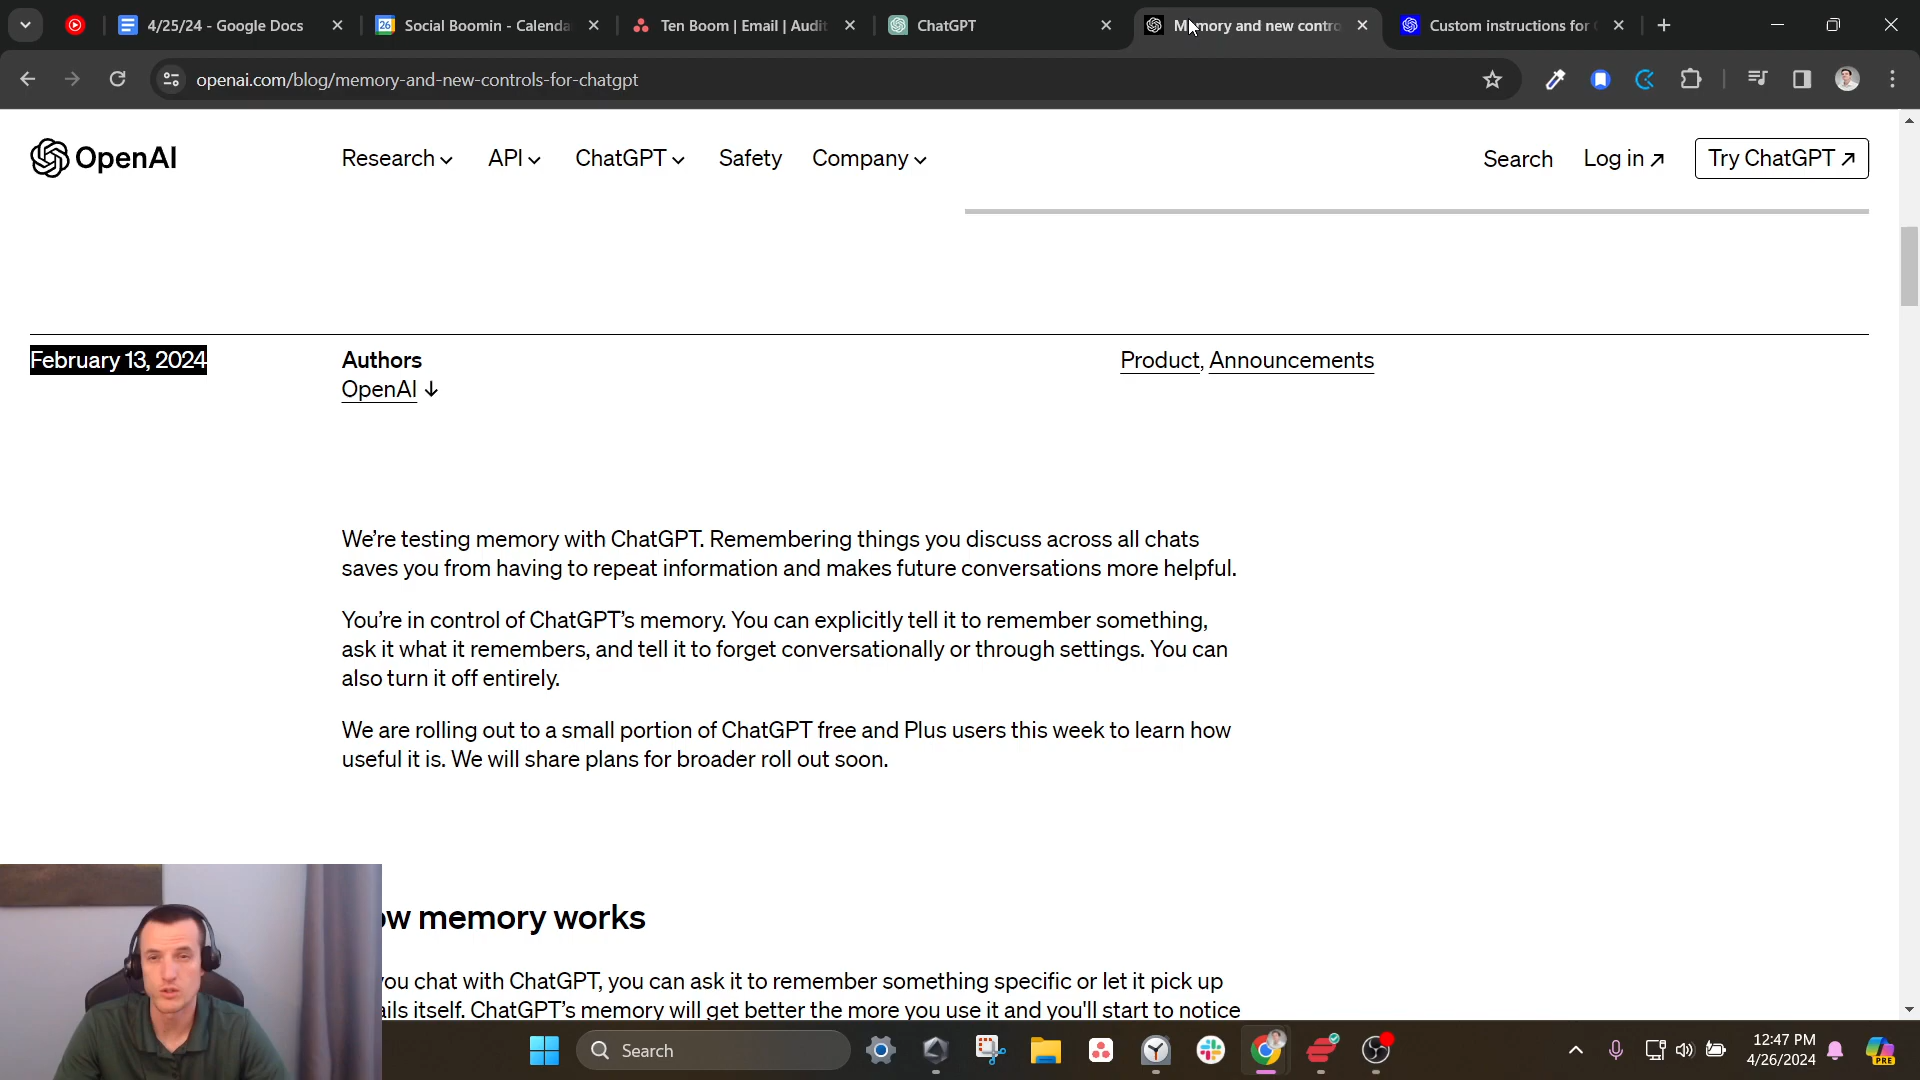 4/25/24 - Google Docs
Social Boomin - Calenda
Ten Boom | Email | Audit
ChatGPT
Memory and new contro
Custom instructions for
openai.com/blog/memory-and-new-controls-for-chatgpt
OpenAI
Research
API
ChatGPT
Safety
Company
Search
Log in ↗
Try ChatGPT ↗
February 13, 2024
Authors
OpenAI ↓
Product, Announcements
We're testing memory with ChatGPT. Remembering things you discuss across all chats
saves you from having to repeat information and makes future conversations more helpful.
You're in control of ChatGPT's memory. You can explicitly tell it to remember something,
ask it what it remembers, and tell it to forget conversationally or through settings. You can
also turn it off entirely.
We are rolling out to a small portion of ChatGPT free and Plus users this week to learn how
useful it is. We will share plans for broader roll out soon.
ow memory works
you chat with ChatGPT, you can ask it to remember something specific or let it pick up
ails itself. ChatGPT's memory will get better the more you use it and you'll start to notice
Search
12:47 PM
4/26/2024
PRE